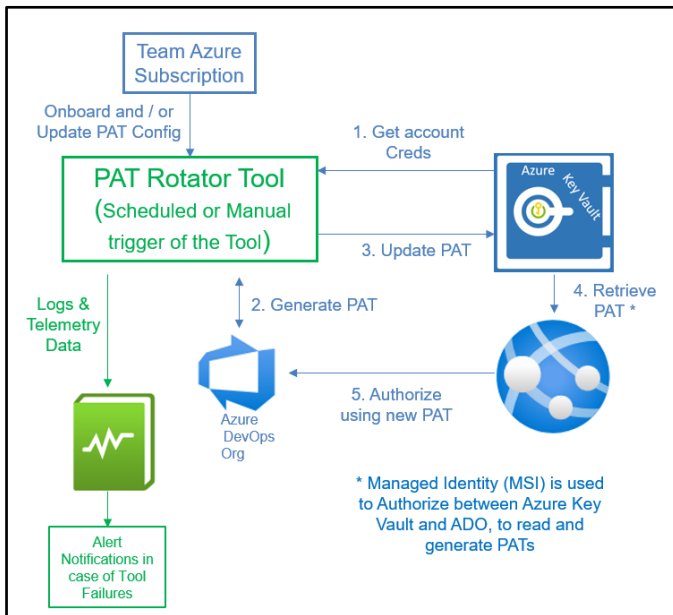 Team Azure
Subscription
Onboard and / or
Update PAT Config
1. Get account
Creds
PAT Rotator Tool
(Scheduled or Manual
trigger of the Tool)
Azure
Key Vault
3. Update PAT
4. Retrieve
PAT *
Logs &
Telemetry
Data
2. Generate PAT
5. Authorize
using new PAT
Azure
DevOps
Org
* Managed Identity (MSI) is used
to Authorize between Azure Key
Vault and ADO, to read and
generate PATs
Alert
Notifications in
case of Tool
Failures